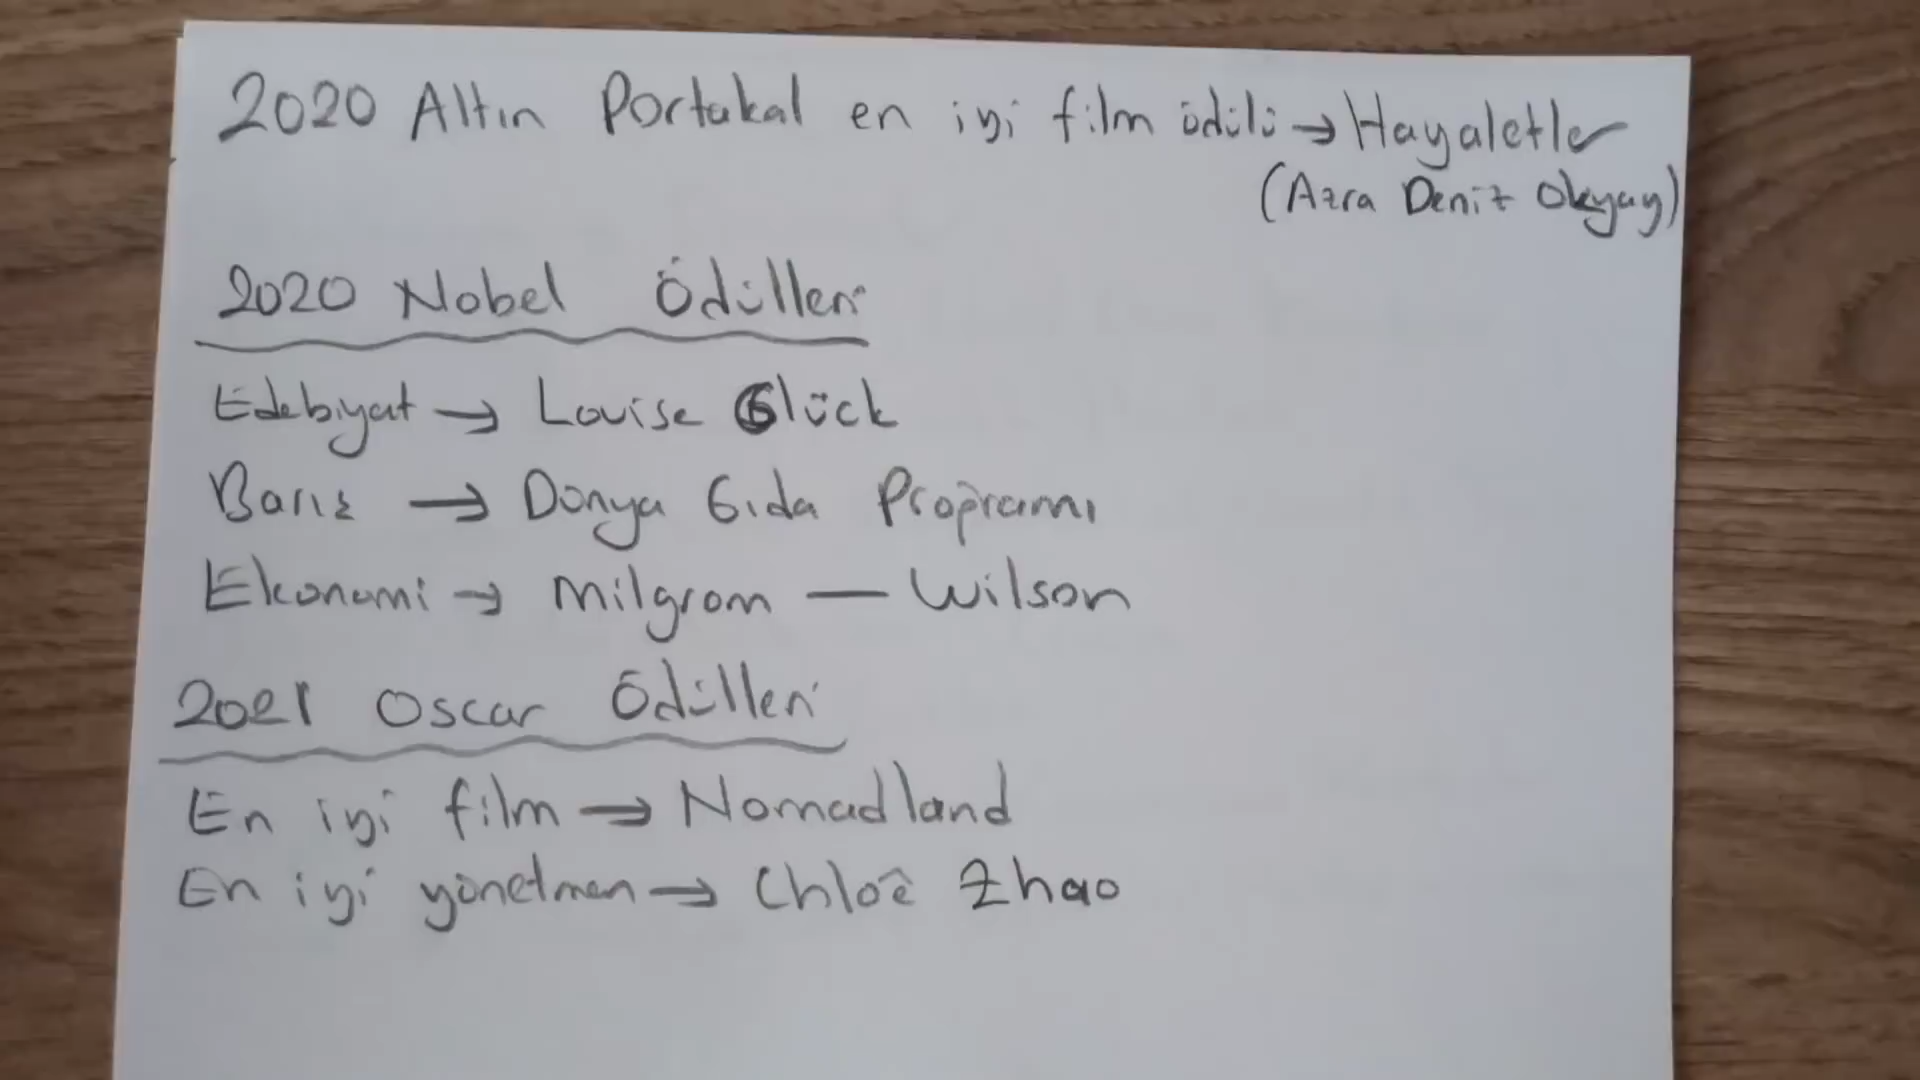 2020 Altın Portakal en iyi film ödülü → Hayaletler
(Azra Deniz Okyay)
2020 Nobel Ödülleri
Edebiyat → Louise Glück
Barış → Dünya Gıda Programı
Ekonomi → Milgrom — Wilson
2021 Oscar Ödülleri
En iyi film → Nomadland
En iyi yönetmen → Chloê Zhao